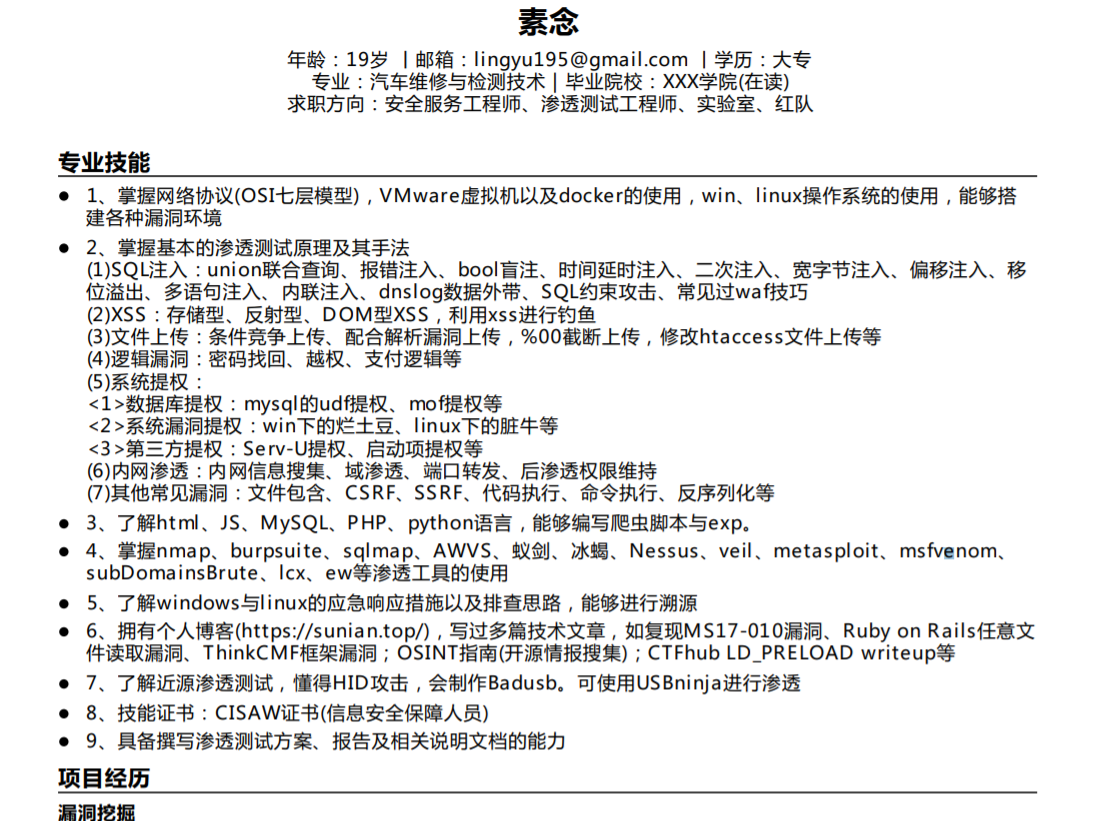 素念
年龄：19岁 | 邮箱：lingyu195@gmail.com | 学历：大专
专业：汽车维修与检测技术 | 毕业院校：XXX学院(在读)
求职方向：安全服务工程师、渗透测试工程师、实验室、红队
专业技能
● 1、掌握网络协议(OSI七层模型)，VMware虚拟机以及docker的使用，win、linux操作系统的使用，能够搭
建各种漏洞环境
● 2、掌握基本的渗透测试原理及其手法
(1)SQL注入：union联合查询、报错注入、bool盲注、时间延时注入、二次注入、宽字节注入、偏移注入、移
位溢出、多语句注入、内联注入、dnslog数据外带、SQL约束攻击、常见过waf技巧
(2)XSS：存储型、反射型、DOM型XSS，利用xss进行钓鱼
(3)文件上传：条件竞争上传、配合解析漏洞上传，%00截断上传，修改htaccess文件上传等
(4)逻辑漏洞：密码找回、越权、支付逻辑等
(5)系统提权：
<1>数据库提权：mysql的udf提权、mof提权等
<2>系统漏洞提权：win下的烂土豆、linux下的脏牛等
<3>第三方提权：Serv-U提权、启动项提权等
(6)内网渗透：内网信息搜集、域渗透、端口转发、后渗透权限维持
(7)其他常见漏洞：文件包含、CSRF、SSRF、代码执行、命令执行、反序列化等
● 3、了解html、JS、MySQL、PHP、python语言，能够编写爬虫脚本与exp。
● 4、掌握nmap、burpsuite、sqlmap、AWVS、蚁剑、冰蝎、Nessus、veil、metasploit、msfvenom、
subDomainsBrute、lcx、ew等渗透工具的使用
● 5、了解windows与linux的应急响应措施以及排查思路，能够进行溯源
● 6、拥有个人博客(https://sunian.top/)，写过多篇技术文章，如复现MS17-010漏洞、Ruby on Rails任意文
件读取漏洞、ThinkCMF框架漏洞；OSINT指南(开源情报搜集)；CTFhub LD_PRELOAD writeup等
● 7、了解近源渗透测试，懂得HID攻击，会制作Badusb。可使用USBninja进行渗透
● 8、技能证书：CISAW证书(信息安全保障人员)
● 9、具备撰写渗透测试方案、报告及相关说明文档的能力
项目经历
漏洞挖掘